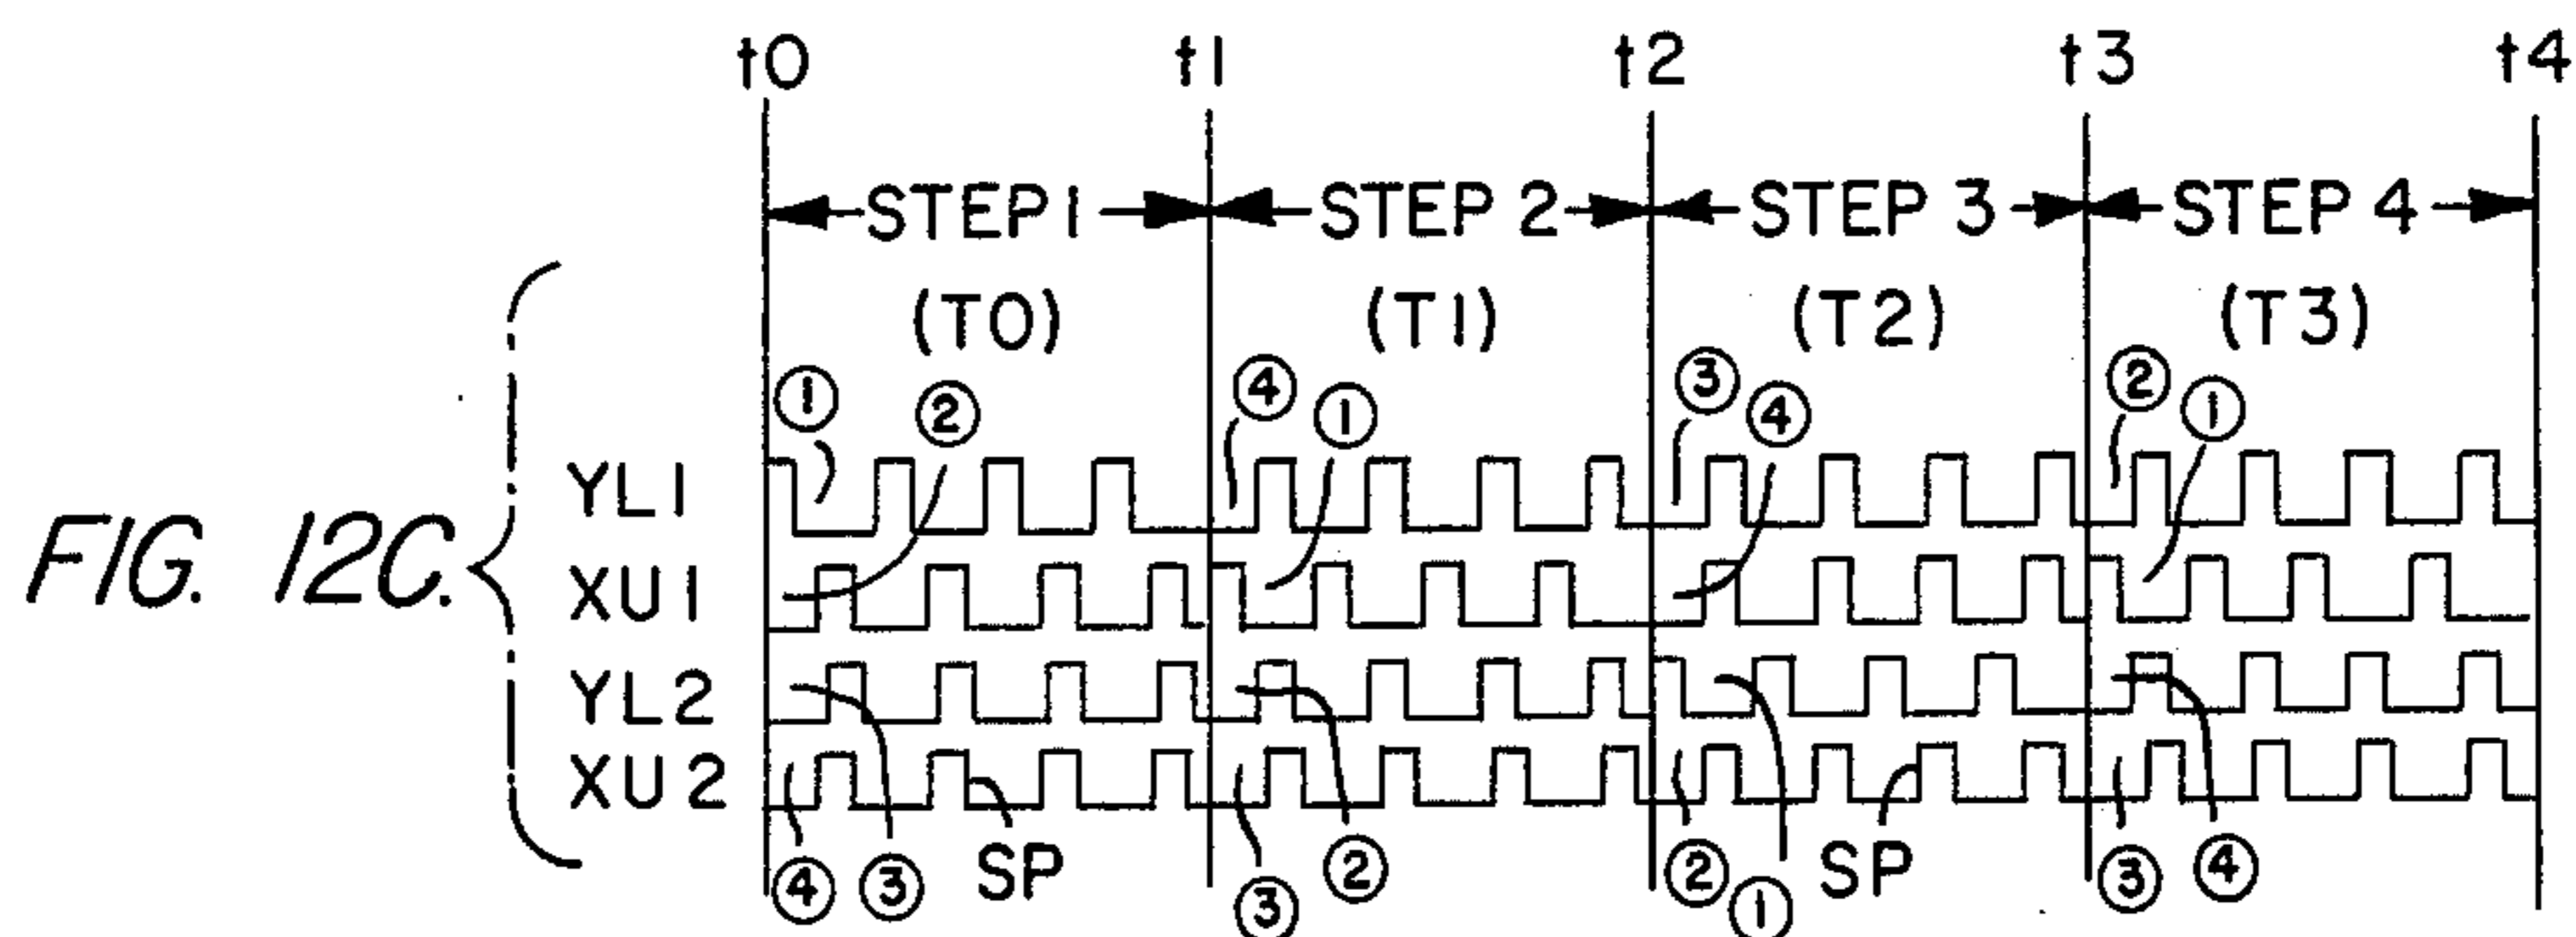 t0 t1 t2 t3 t4
STEP 1 STEP 2 STEP 3 STEP 4
(T0) (T1) (T2) (T3)
① ② ④ ① ③ ④ ② ①
YL1
XU1
YL2
XU2
FIG. 12C.
④ ③ SP ③ ② ② ① SP ③ ④